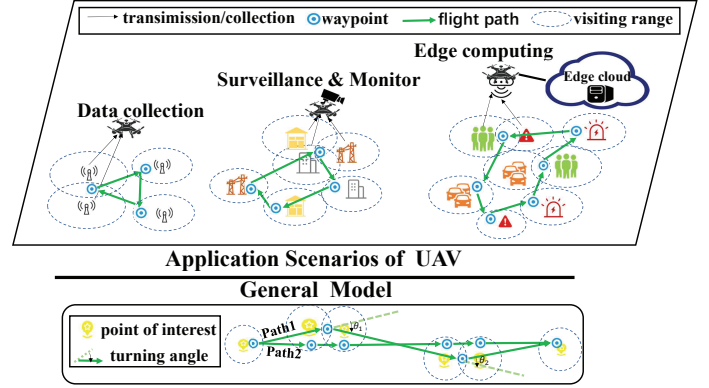 transimission/collection waypoint flight path visiting range
Edge computing
Edge cloud
Surveillance & Monitor
Data collection
Application Scenarios of UAV
General Model
point of interest
turning angle
Path1
Path2
θ1
θ2